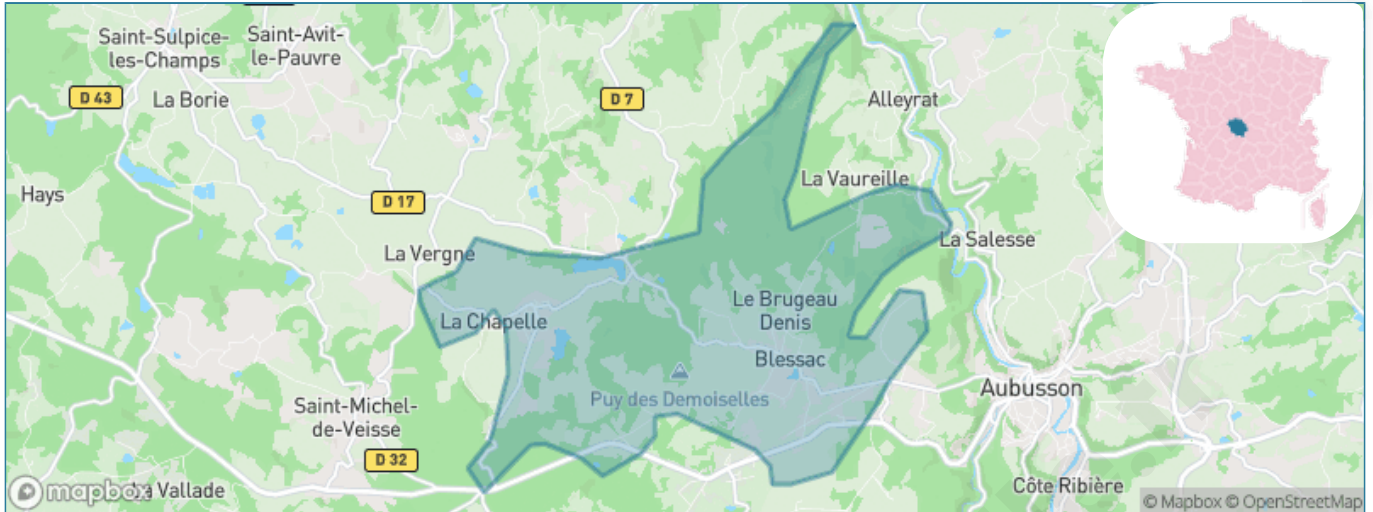 Saint-Sulpice-
les-Champs
Saint-Avit-
le-Pauvre
D 43
La Borie
D 7
Alleyrat
Hays
La Vaureille
D 17
La Vergne
La Salesse
Le Brugeau
Denis
La Chapelle
Blessac
Puy des Demoiselles
Aubusson
Saint-Michel-
de-Veisse
D 32
mapbox
La Vallade
Côte Ribière
© Mapbox © OpenStreetMap